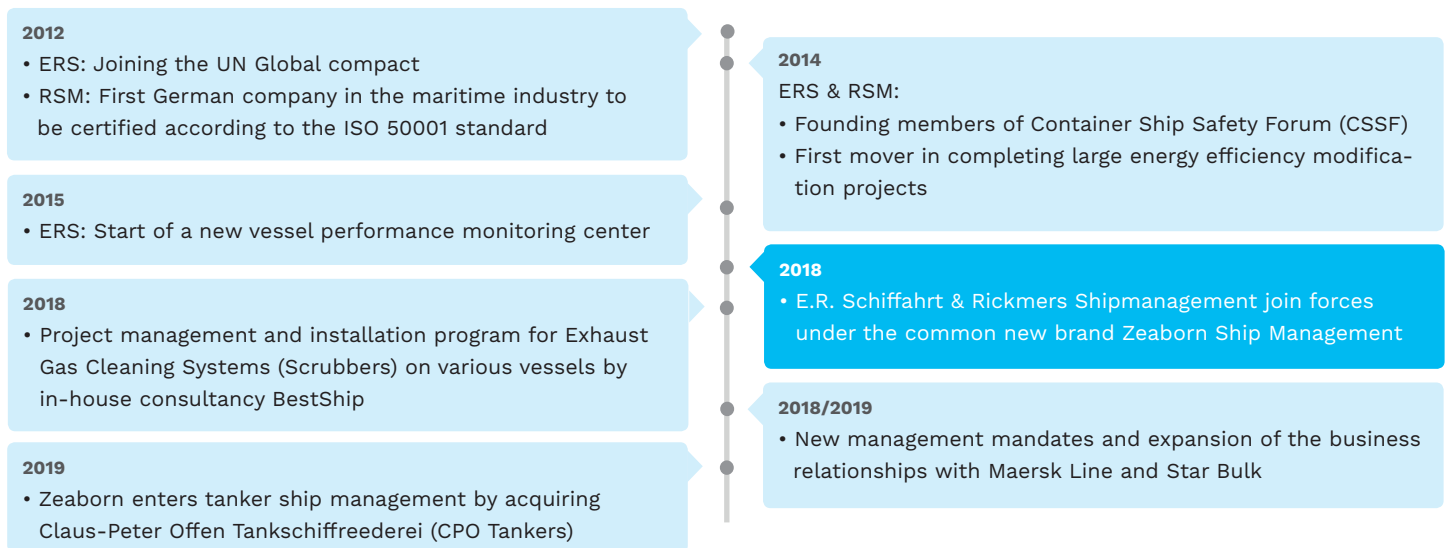 2012
• ERS: Joining the UN Global compact
• RSM: First German company in the maritime industry to
be certified according to the ISO 50001 standard
2014
ERS & RSM:
• Founding members of Container Ship Safety Forum (CSSF)
• First mover in completing large energy efficiency modifica-
tion projects
2015
• ERS: Start of a new vessel performance monitoring center
2018
• E.R. Schiffahrt & Rickmers Shipmanagement join forces
under the common new brand Zeaborn Ship Management
2018
• Project management and installation program for Exhaust
Gas Cleaning Systems (Scrubbers) on various vessels by
in-house consultancy BestShip
2018/2019
• New management mandates and expansion of the business
relationships with Maersk Line and Star Bulk
2019
• Zeaborn enters tanker ship management by acquiring
Claus-Peter Offen Tankschiffreederei (CPO Tankers)